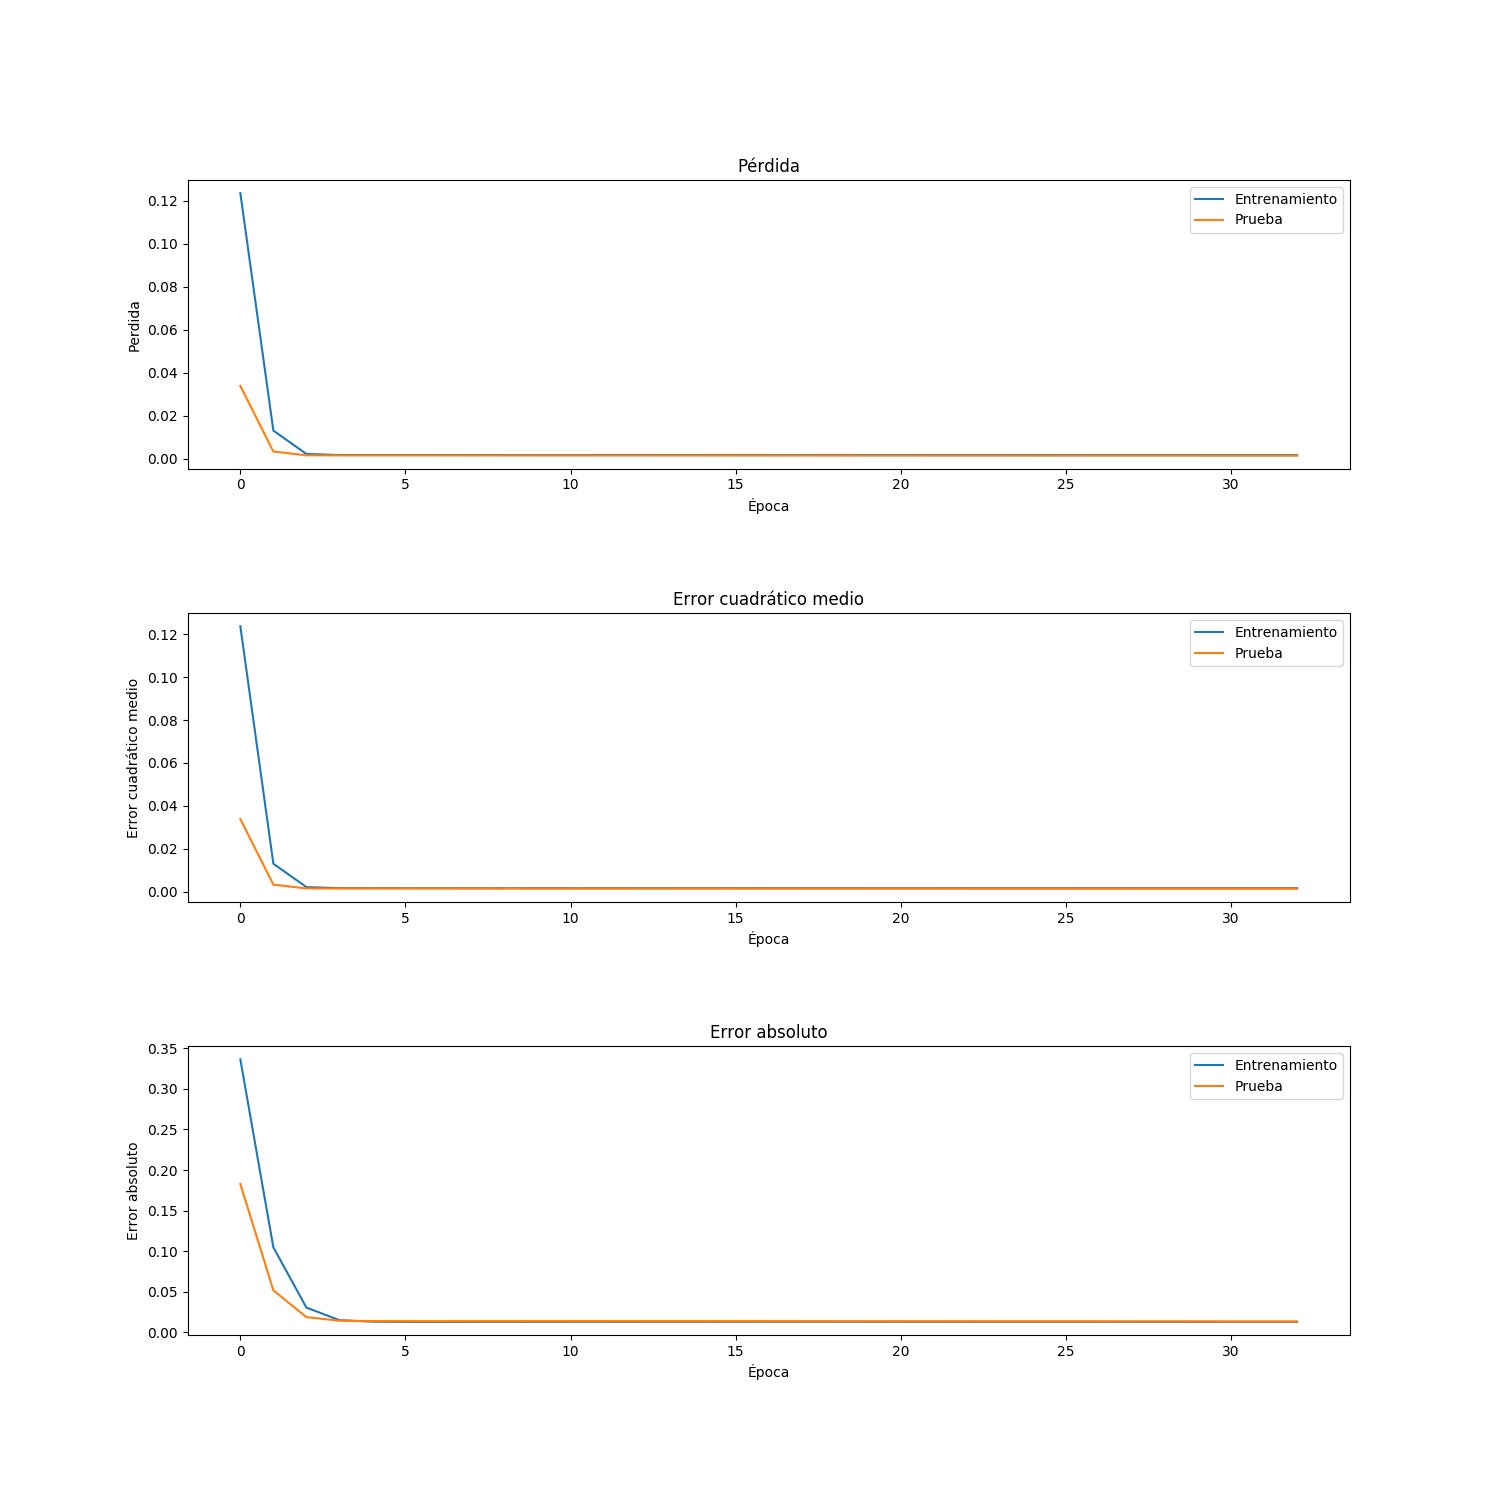 Pérdida
Entrenamiento
Prueba
0.12
0.10
0.08
0.06
0.04
0.02
0.00
Perdida
0 5 10 15 20 25 30
Época
Error cuadrático medio
Entrenamiento
Prueba
0.12
0.10
0.08
0.06
0.04
0.02
0.00
Error cuadrático medio
0 5 10 15 20 25 30
Época
Error absoluto
Entrenamiento
Prueba
0.35
0.30
0.25
0.20
0.15
0.10
0.05
0.00
Error absoluto
0 5 10 15 20 25 30
Época